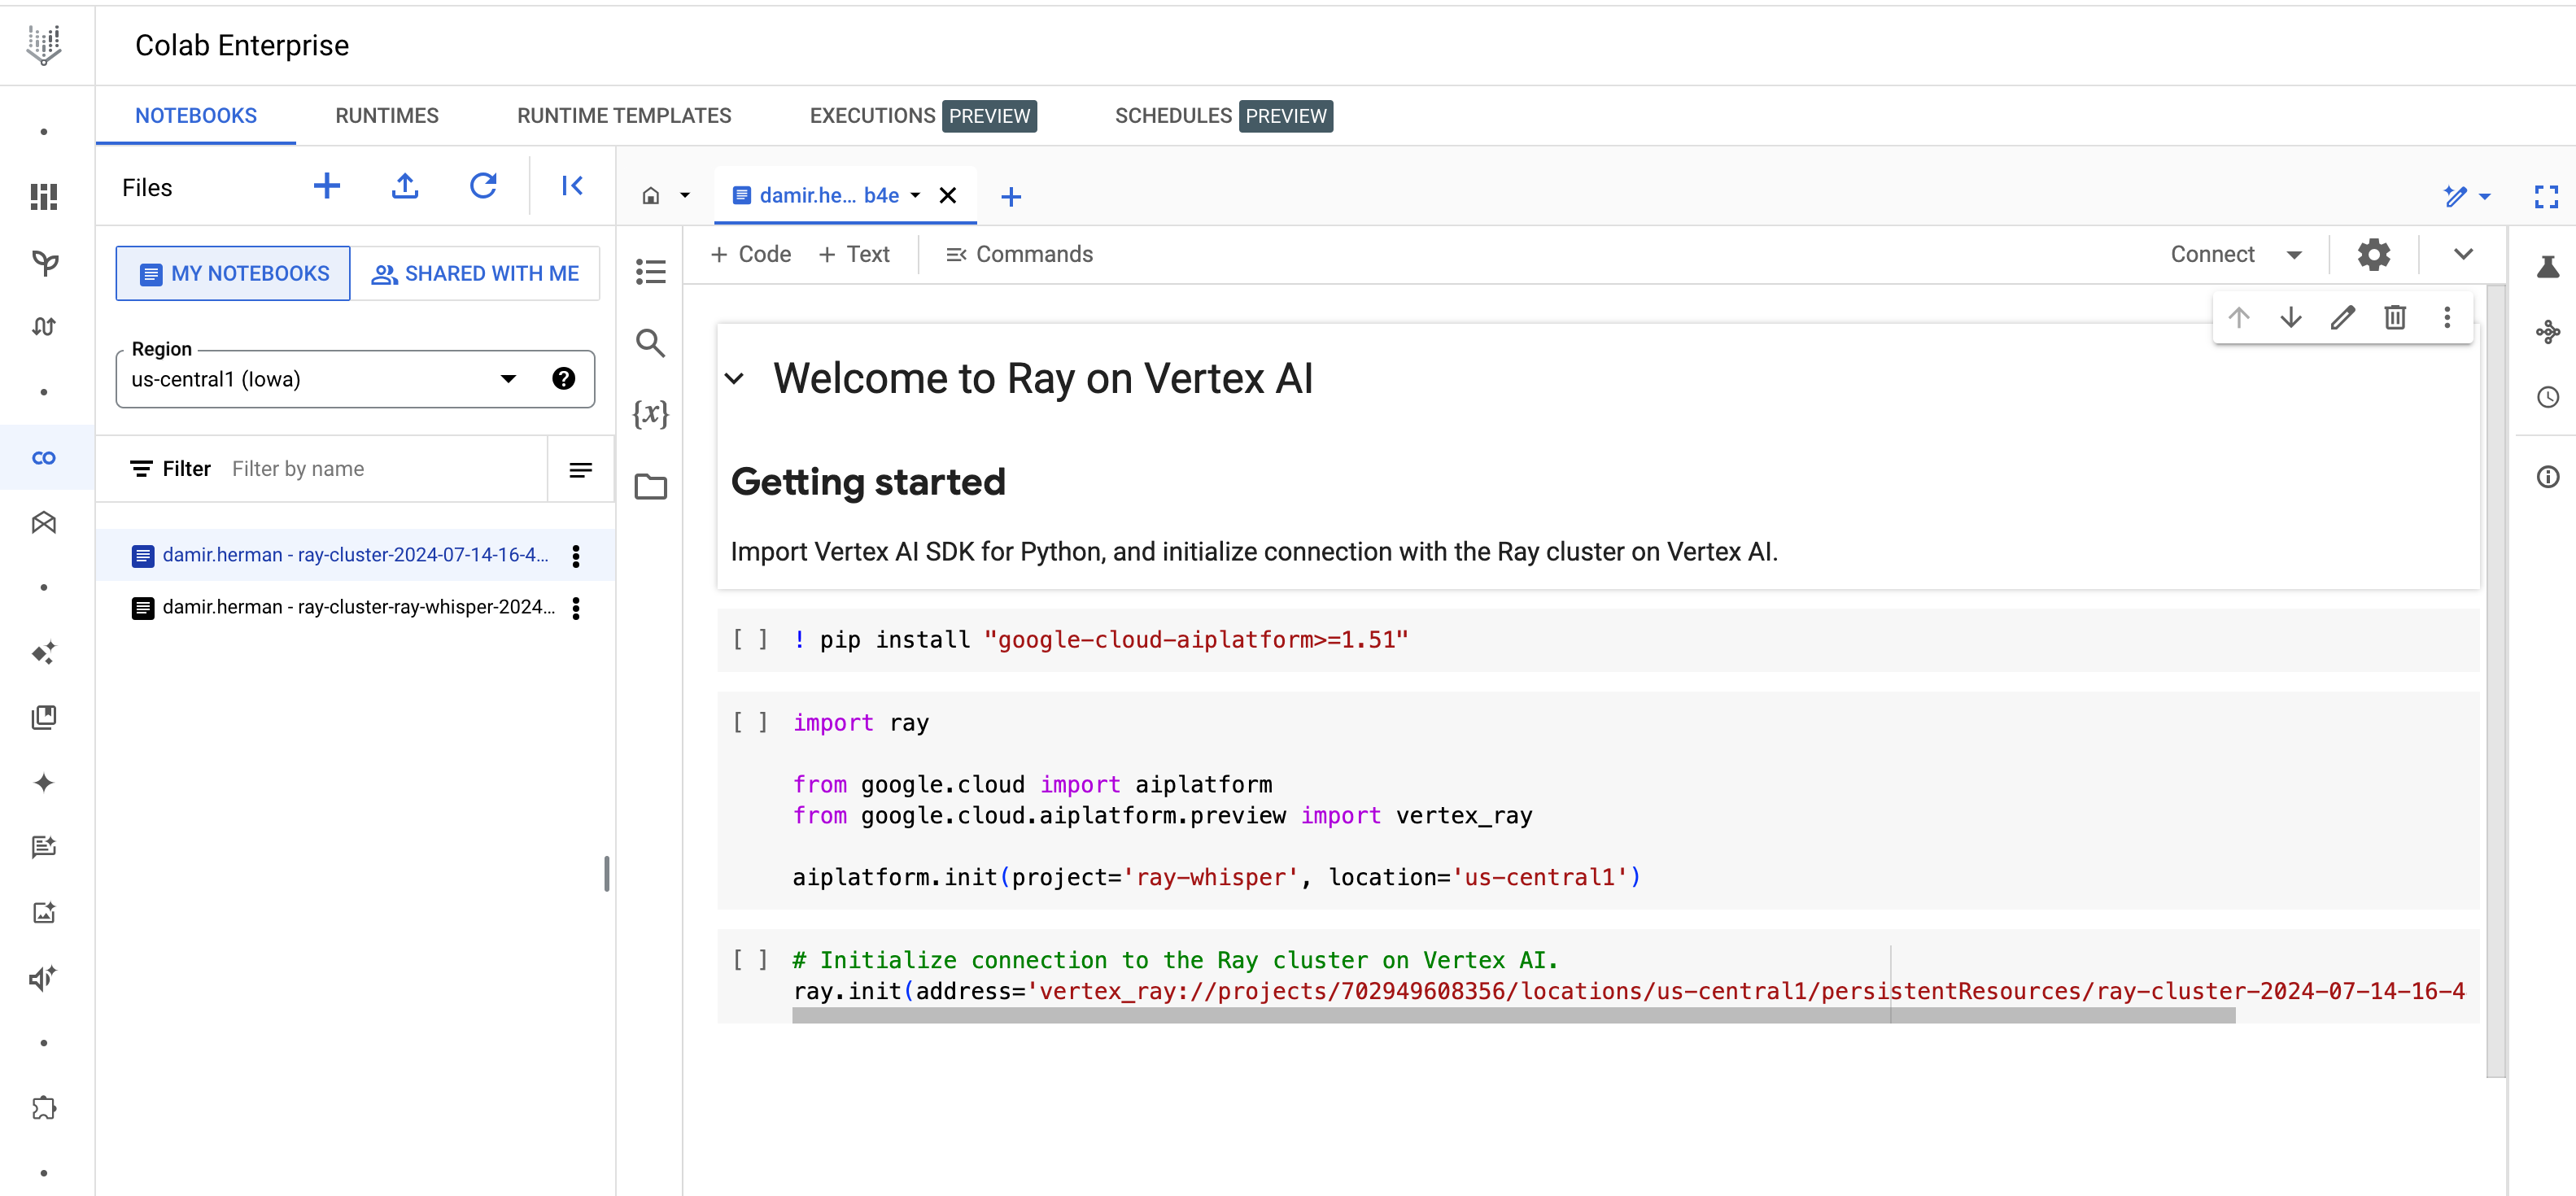 Colab Enterprise
NOTEBOOKS
RUNTIMES
RUNTIME TEMPLATES
EXECUTIONS PREVIEW
SCHEDULES PREVIEW
Files
damir.he... b4e
MY NOTEBOOKS
SHARED WITH ME
+ Code + Text
Commands
Connect
Region
us-central1 (Iowa)
Filter Filter by name
damir.herman - ray-cluster-2024-07-14-16-4...
damir.herman - ray-cluster-ray-whisper-2024...
{x}
Welcome to Ray on Vertex AI
Getting started
Import Vertex AI SDK for Python, and initialize connection with the Ray cluster on Vertex AI.
[ ] ! pip install "google-cloud-aiplatform>=1.51"
[ ] import ray
from google.cloud import aiplatform
from google.cloud.aiplatform.preview import vertex_ray
aiplatform.init(project='ray-whisper', location='us-central1')
[ ] # Initialize connection to the Ray cluster on Vertex AI.
ray.init(address='vertex_ray://projects/702949608356/locations/us-central1/persistentResources/ray-cluster-2024-07-14-16-4